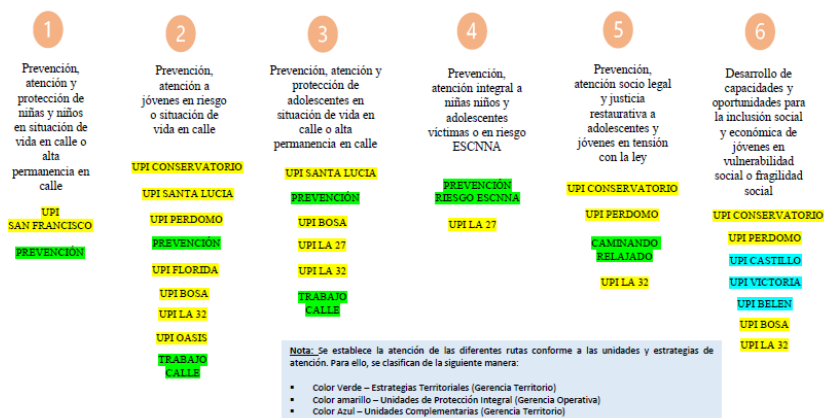 1
Prevención,
atención y
protección de
niñas y niños
en situación de
vida en calle o
alta
permanencia en
calle
UPI
SAN FRANCISCO
PREVENCIÓN
2
Prevención,
atención a
jóvenes en riesgo
o situación de
vida en calle
UPI CONSERVATORIO
UPI SANTA LUCIA
UPI PERDOMO
PREVENCIÓN
UPI FLORIDA
UPI BOSA
UPI LA 32
UPI OASIS
TRABAJO
CALLE
3
Prevención, atención y
protección de
adolescentes en
situación de vida en
calle o alta
permanencia en calle
UPI SANTA LUCIA
PREVENCIÓN
UPI BOSA
UPI LA 27
UPI LA 32
TRABAJO
CALLE
4
Prevención,
atención integral a
niñas niños y
adolescentes
víctimas o en riesgo
ESCNNA
PREVENCIÓN
RIESGO ESCNNA
UPI LA 27
5
Prevención,
atención socio legal
y justicia
restaurativa a
adolescentes y
jóvenes en tensión
con la ley
UPI CONSERVATORIO
UPI PERDOMO
CAMINANDO
RELAJADO
UPI LA 32
6
Desarrollo de
capacidades y
oportunidades para
la inclusión social
y económica de
jóvenes en
vulnerabilidad
social o fragilidad
social
UPI CONSERVATORIO
UPI PERDOMO
UPI CASTILLO
UPI VICTORIA
UPI BELEN
UPI BOSA
UPI LA 32
Nota: Se establece la atención de las diferentes rutas conforme a las unidades y estrategias de
atención. Para ello, se clasifican de la siguiente manera:
▪ Color Verde – Estrategias Territoriales (Gerencia Territorio)
▪ Color amarillo – Unidades de Protección Integral (Gerencia Operativa)
▪ Color Azul – Unidades Complementarias (Gerencia Territorio)